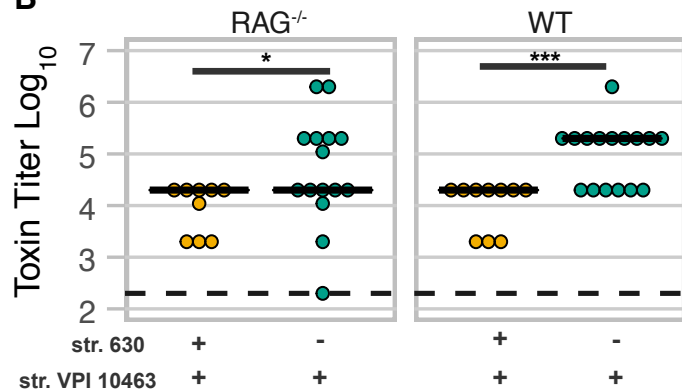 B
RAG-/- WT
Toxin Titer Log10
7
6
5
4
3
2
* ***
str. 630 + - + -
str. VPI 10463 + + + +